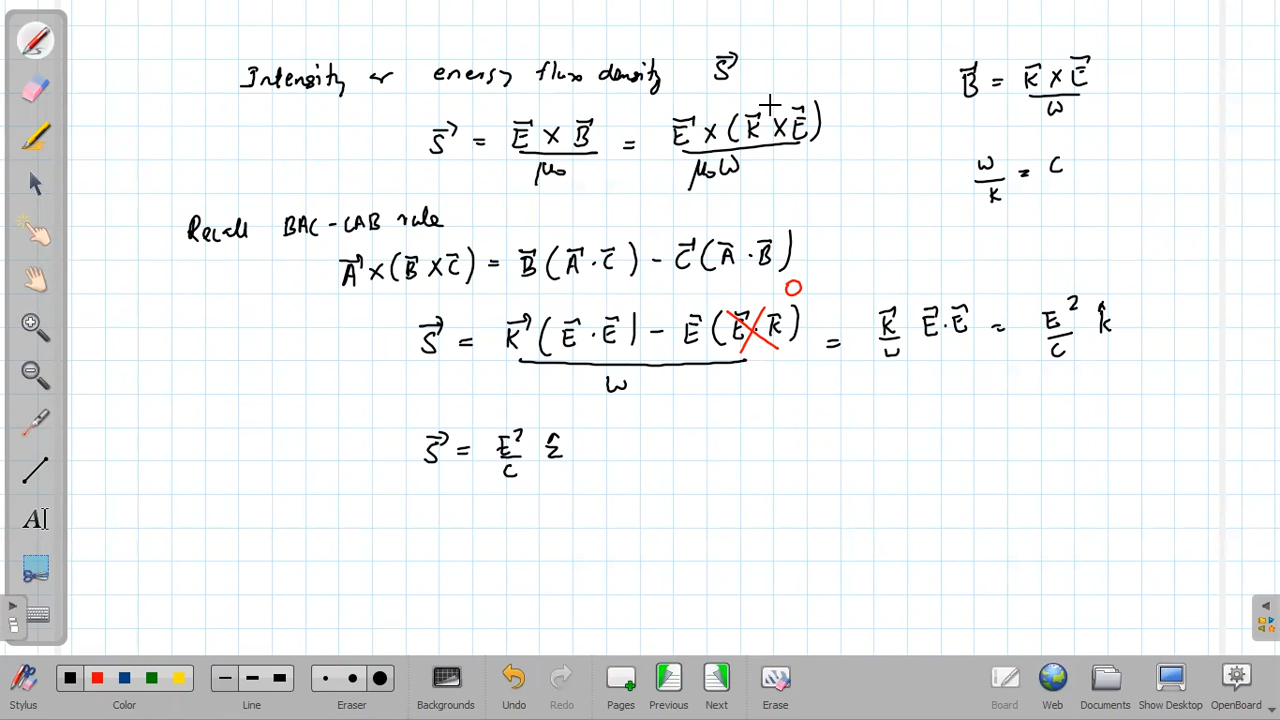 Intensity or energy flux density S⃗
B⃗ = K⃗ × E⃗ / ω
S⃗ = E⃗ × B⃗ / μ₀ = E⃗ × (K⃗ × E⃗) / μ₀ω
ω / K = C
Recall BAC-CAB rule
A⃗ × (B⃗ × C⃗) = B⃗ (A⃗ · C⃗) - C⃗ (A⃗ · B⃗)
S⃗ = K⃗ (E⃗ · E⃗) - E⃗ (E⃗ · K⃗) 0 / ω = K⃗ / ω E⃗ · E⃗ = E² / C k̂
S⃗ = E² / C
AI
Stylus
Color
Line
Eraser
Backgrounds
Undo
Redo
Pages
Previous
Next
Erase
Board
Web
Documents
Show Desktop
OpenBoard